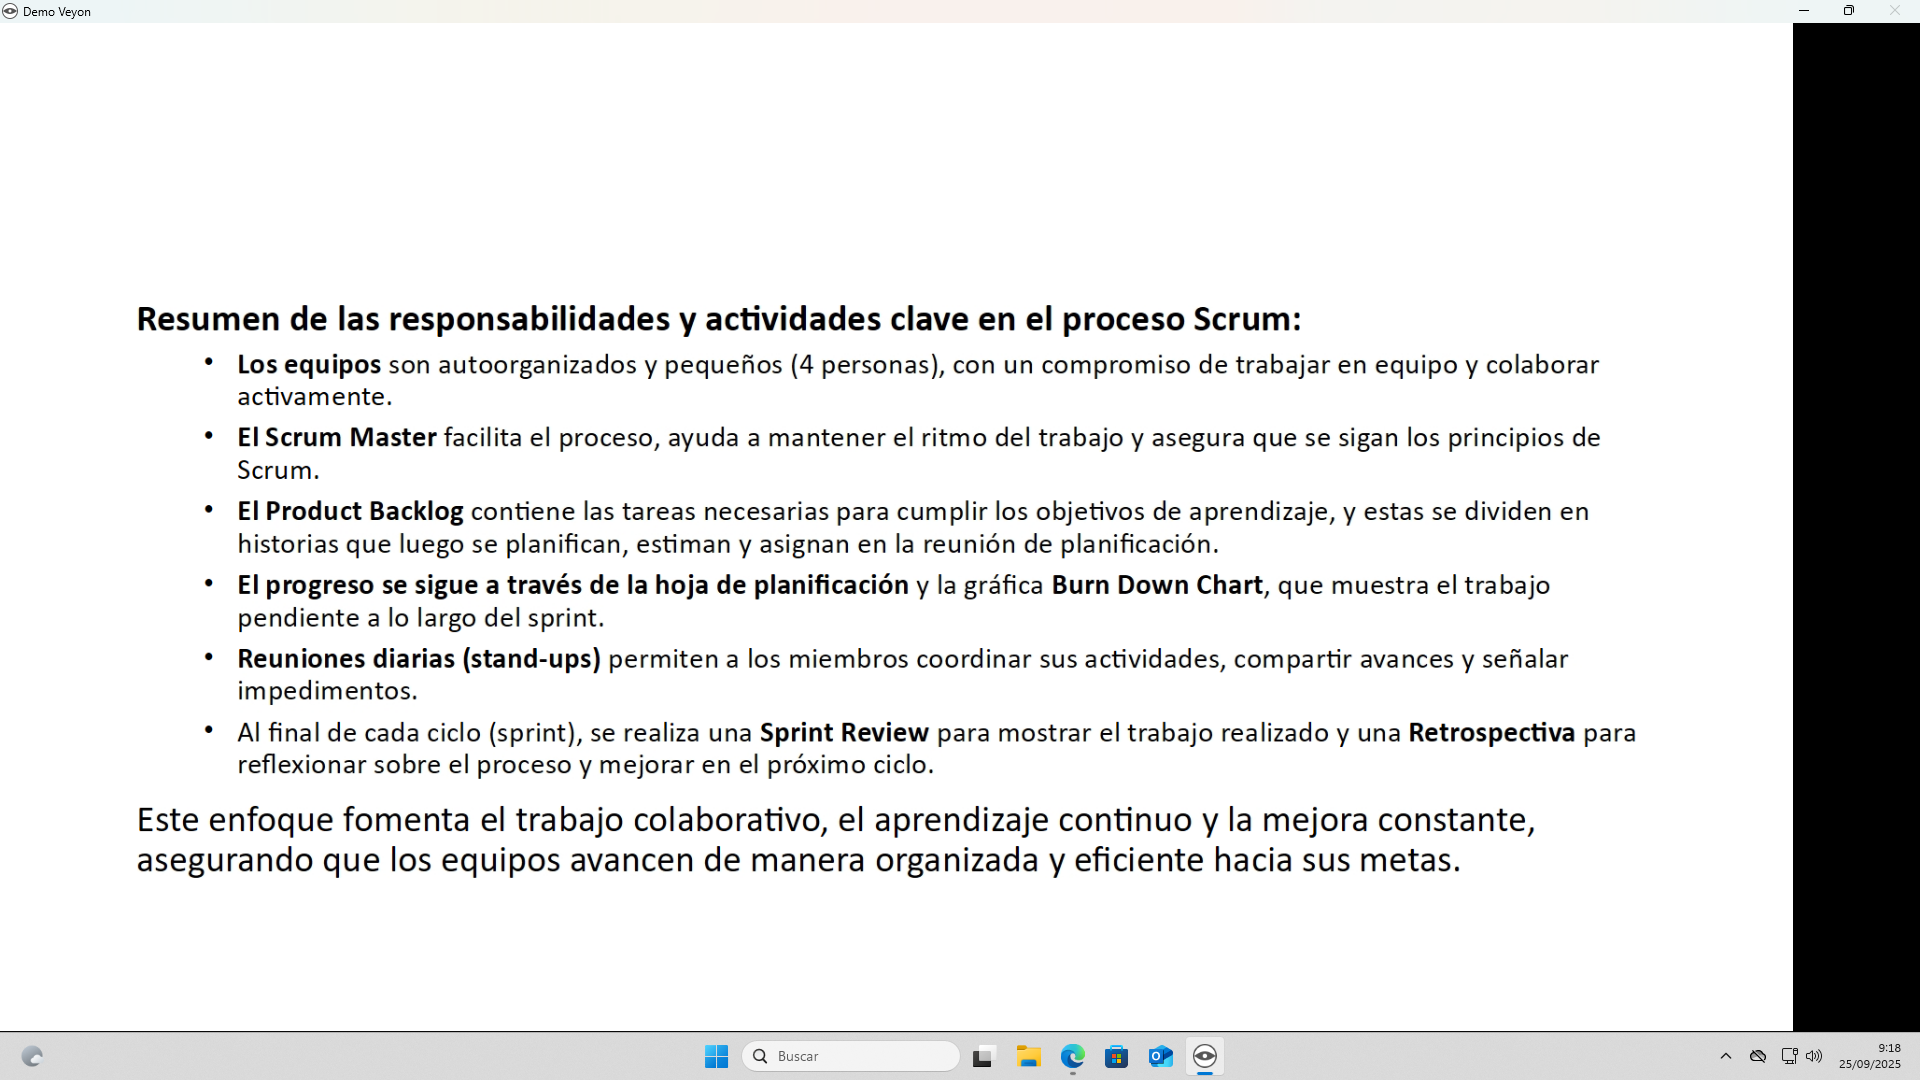 Demo Veyon
Resumen de las responsabilidades y actividades clave en el proceso Scrum:
• Los equipos son autoorganizados y pequeños (4 personas), con un compromiso de trabajar en equipo y colaborar
activamente.
• El Scrum Master facilita el proceso, ayuda a mantener el ritmo del trabajo y asegura que se sigan los principios de
Scrum.
• El Product Backlog contiene las tareas necesarias para cumplir los objetivos de aprendizaje, y estas se dividen en
historias que luego se planifican, estiman y asignan en la reunión de planificación.
• El progreso se sigue a través de la hoja de planificación y la gráfica Burn Down Chart, que muestra el trabajo
pendiente a lo largo del sprint.
• Reuniones diarias (stand-ups) permiten a los miembros coordinar sus actividades, compartir avances y señalar
impedimentos.
• Al final de cada ciclo (sprint), se realiza una Sprint Review para mostrar el trabajo realizado y una Retrospectiva para
reflexionar sobre el proceso y mejorar en el próximo ciclo.
Este enfoque fomenta el trabajo colaborativo, el aprendizaje continuo y la mejora constante,
asegurando que los equipos avancen de manera organizada y eficiente hacia sus metas.
Buscar
9:18
25/09/2025